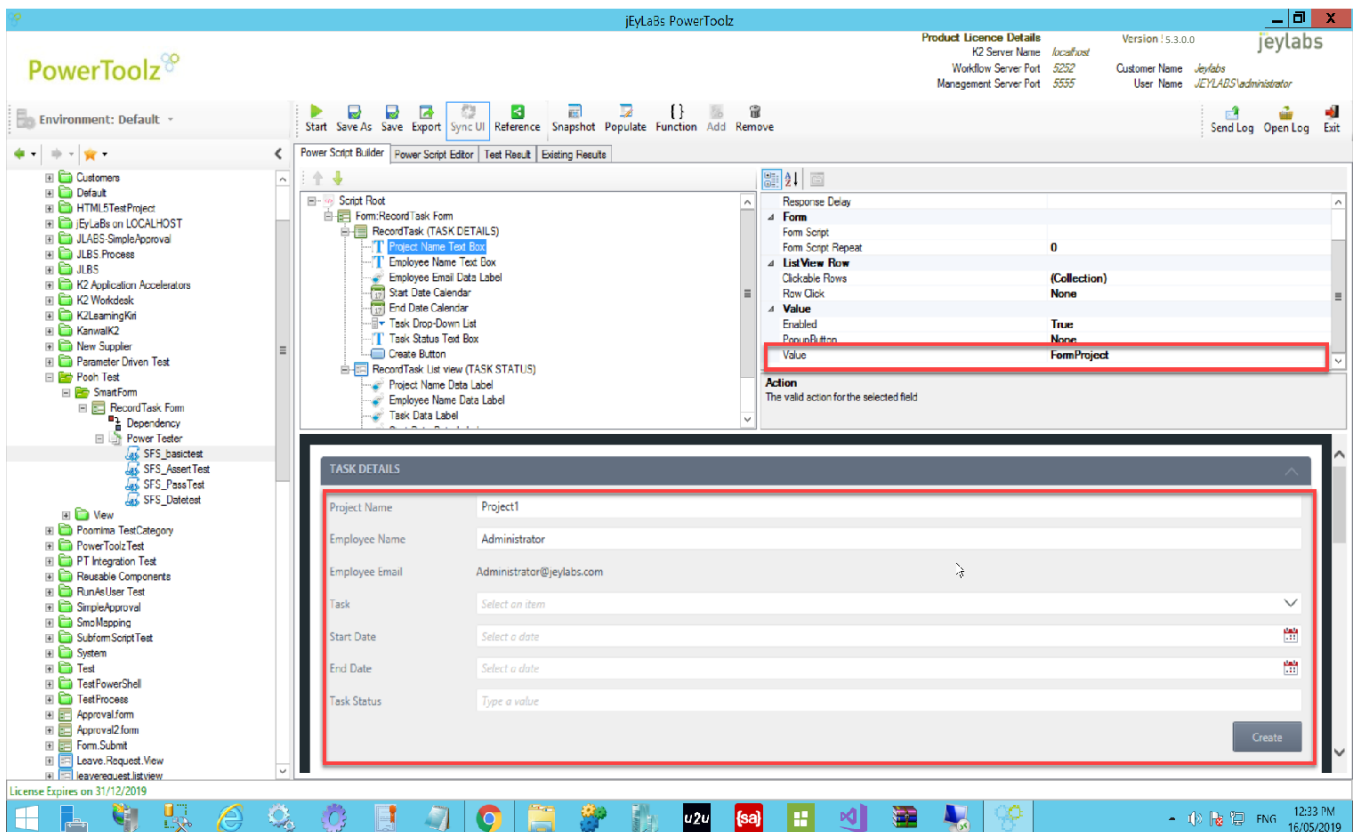 jEyLaBs PowerToolz
PowerToolz
Product Licence Details
K2 Server Name localhost
Workflow Server Port 5252
Management Server Port 5555
Version : 5.3.0.0
Customer Name Jeylabs
User Name JEYLABS\administrator
jeylabs
Environment: Default
Start Save As Save Export Sync UI Reference Snapshot Populate Function Add Remove
Send Log Open Log Exit
Power Script Builder Power Script Editor Test Result Existing Results
Customers
Default
HTML5TestProject
jEyLaBs on LOCALHOST
JLABS-SimpleApproval
JLBS.Process
JLBS
K2 Application Accelerators
K2 Workdesk
K2LearningKiri
KanwalK2
New Supplier
Parameter Driven Test
Pooh Test
SmartForm
RecordTask Form
Dependency
Power Tester
SFS_basictest
SFS_AssertTest
SFS_PassTest
SFS_Datetest
View
Poornima TestCategory
PowerToolzTest
PT Integration Test
Reusable Components
RunAsUser Test
SimpleApproval
SmoMapping
SubformScriptTest
System
Test
TestPowerShell
TestProcess
Approval.form
Approval2.form
Form.Submit
Leave.Request.View
leaverequest.listview
Script Root
Form:RecordTask Form
RecordTask (TASK DETAILS)
Project Name Text Box
Employee Name Text Box
Employee Email Data Label
Start Date Calendar
End Date Calendar
Task Drop-Down List
Task Status Text Box
Create Button
RecordTask List view (TASK STATUS)
Project Name Data Label
Employee Name Data Label
Task Data Label
Response Delay
Form
Form Script
Form Script Repeat 0
ListView Row
Clickable Rows (Collection)
Row Click None
Value
Enabled True
PopupButton None
Value FormProject
Action
The valid action for the selected field
TASK DETAILS
Project Name Project1
Employee Name Administrator
Employee Email Administrator@jeylabs.com
Task Select an item
Start Date Select a date
End Date Select a date
Task Status Type a value
Create
License Expires on 31/12/2019
u2u
{sa}
ENG
12:33 PM
16/05/2019